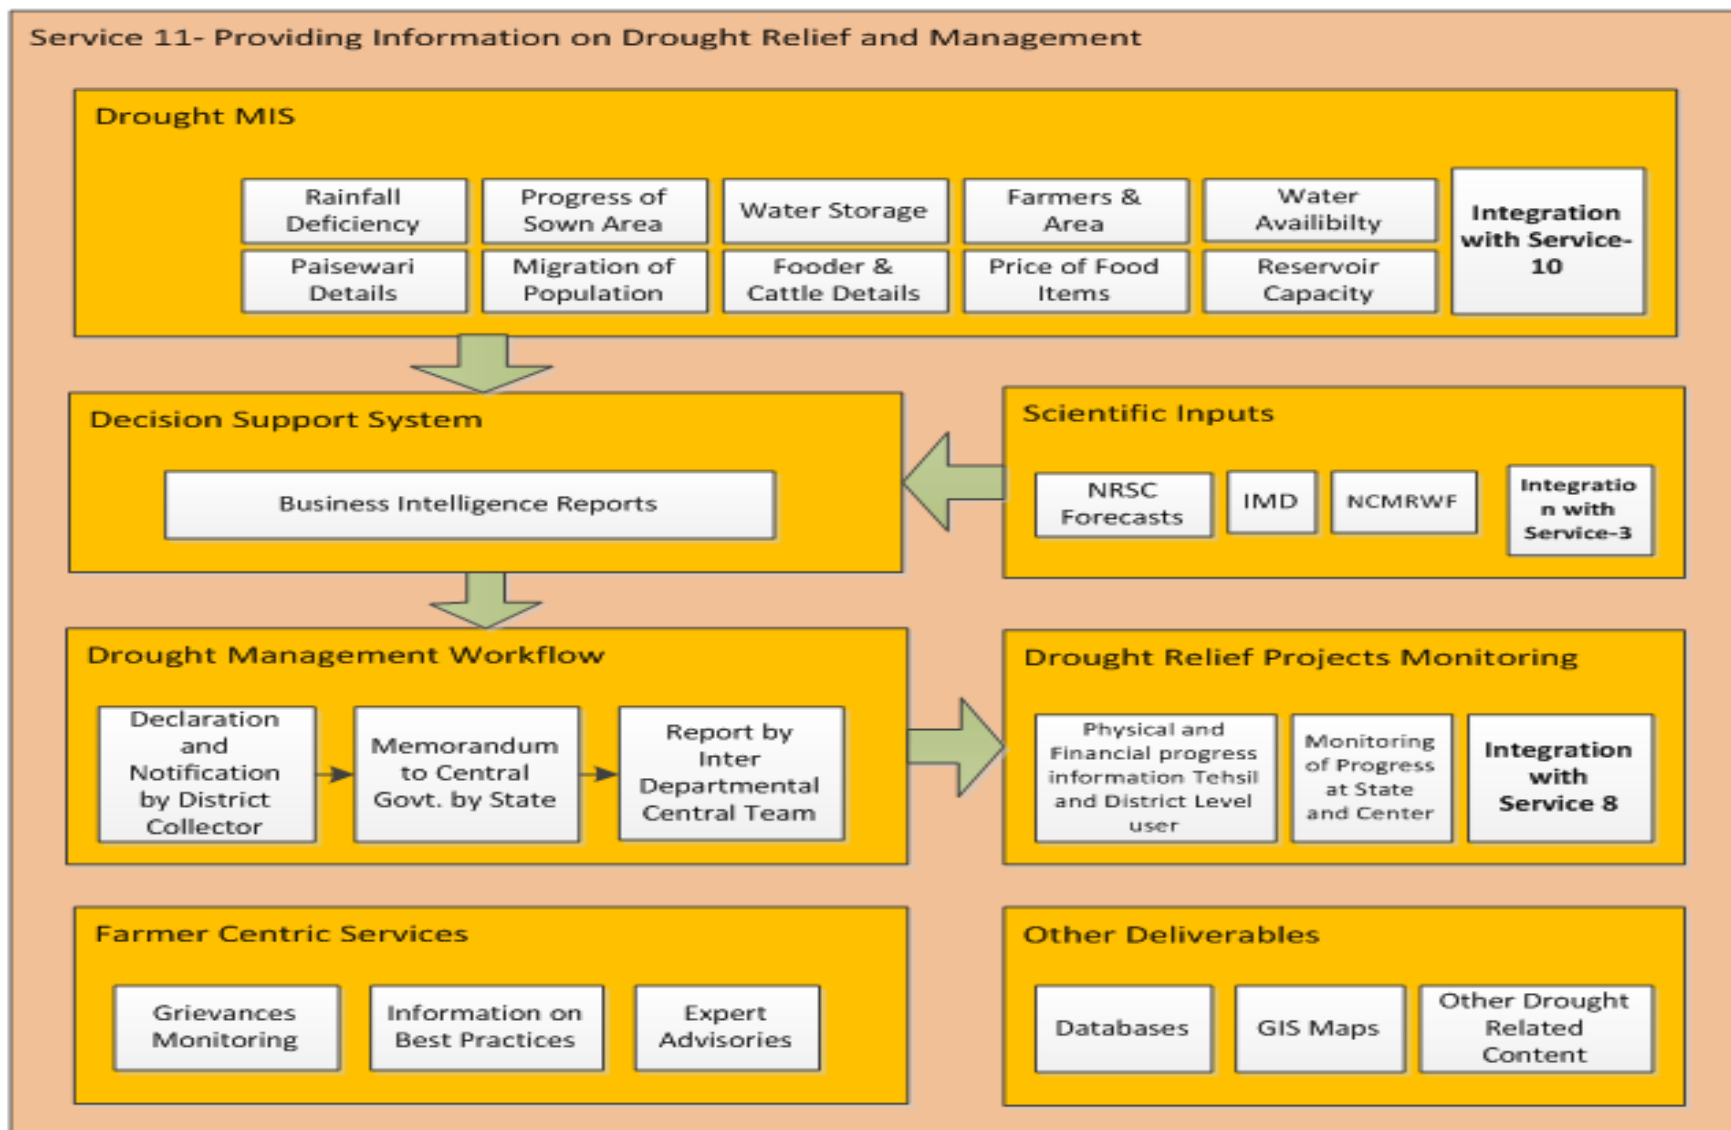 Service 11- Providing Information on Drought Relief and Management
Drought MIS
Rainfall
Deficiency
Progress of
Sown Area
Water Storage
Farmers &
Area
Water
Availibilty
Integration
with Service-
10
Paisewari
Details
Migration of
Population
Fooder &
Cattle Details
Price of Food
Items
Reservoir
Capacity
Decision Support System
Business Intelligence Reports
Scientific Inputs
NRSC
Forecasts
IMD
NCMRWF
Integratio
n with
Service-3
Drought Management Workflow
Declaration
and
Notification
by District
Collector
Memorandum
to Central
Govt. by State
Report by
Inter
Departmental
Central Team
Drought Relief Projects Monitoring
Physical and
Financial progress
information Tehsil
and District Level
user
Monitoring
of Progress
at State
and Center
Integration
with
Service 8
Farmer Centric Services
Grievances
Monitoring
Information on
Best Practices
Expert
Advisories
Other Deliverables
Databases
GIS Maps
Other Drought
Related
Content